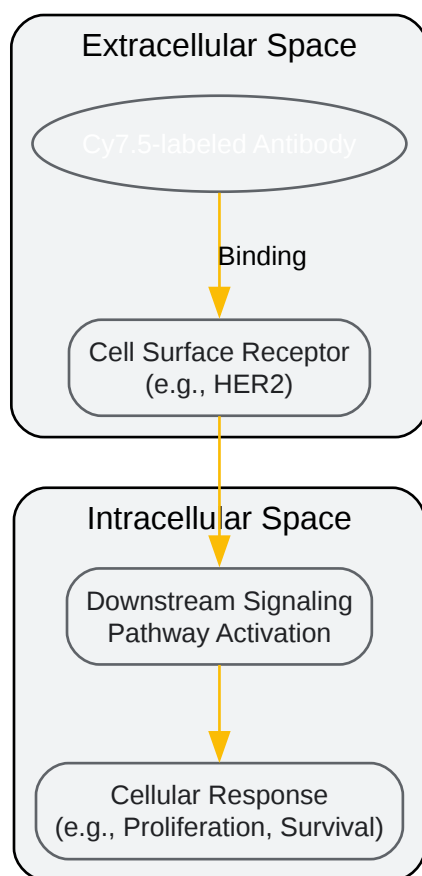 Extracellular Space
Cy7.5-labeled Antibody
Binding
Cell Surface Receptor
(e.g., HER2)
Intracellular Space
Downstream Signaling
Pathway Activation
Cellular Response
(e.g., Proliferation, Survival)